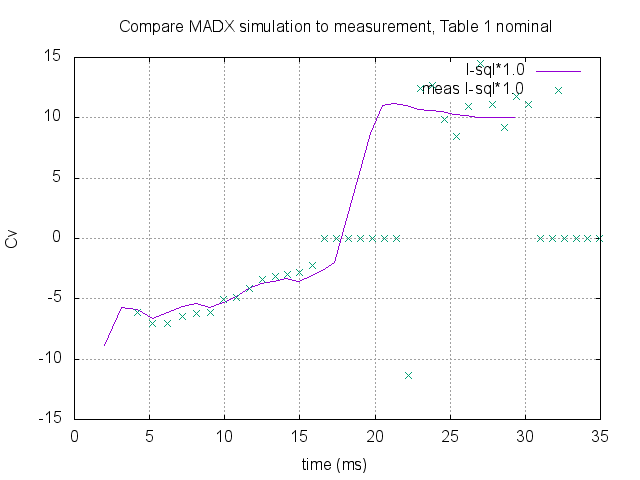 Compare MADX simulation to measurement, Table 1 nominal
15
10
5
0
-5
-10
-15
Cv
l-sql*1.0
meas l-sql*1.0
0 5 10 15 20 25 30 35
time (ms)